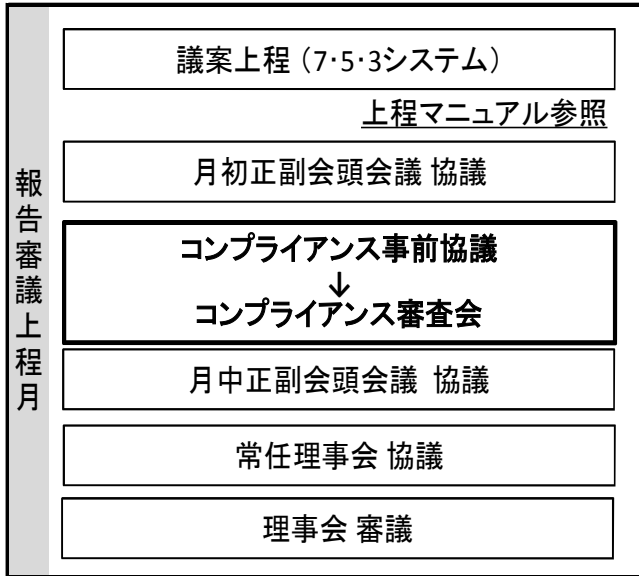 報告審議上程月
議案上程（7･5･3システム）
上程マニュアル参照
月初正副会頭会議 協議
コンプライアンス事前協議
↓
コンプライアンス審査会
月中正副会頭会議 協議
常任理事会 協議
理事会 審議